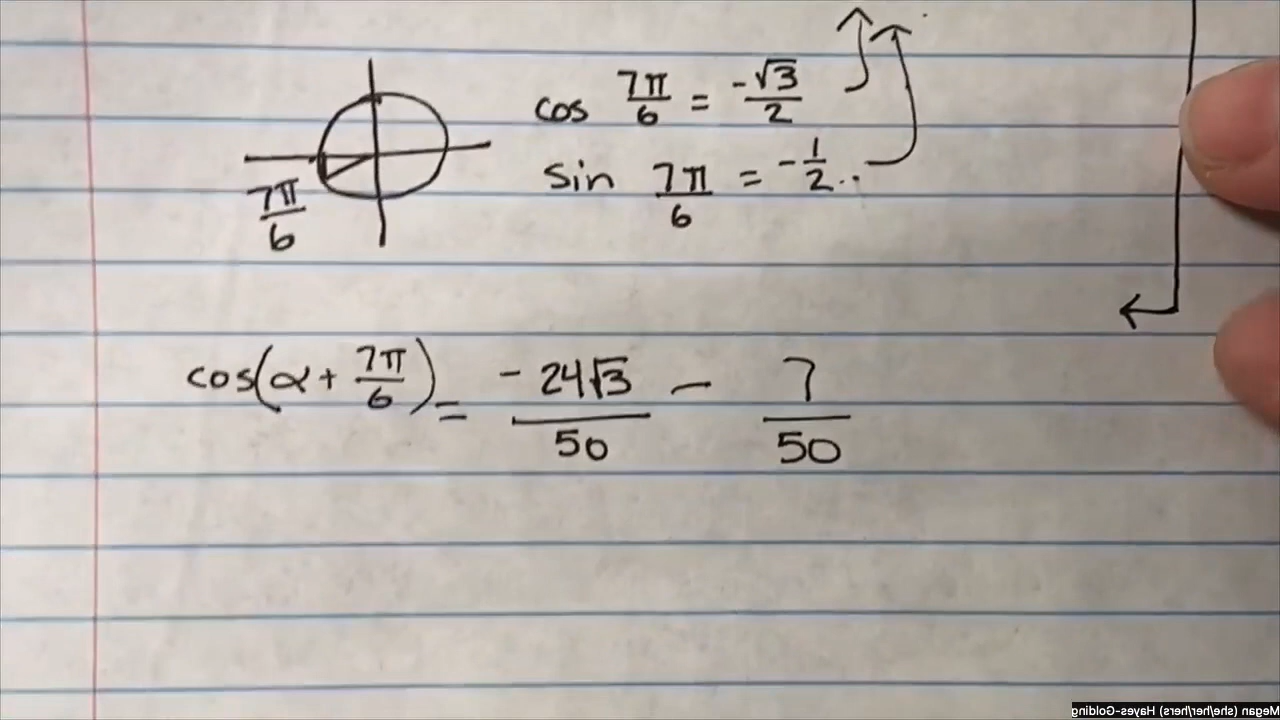 cos 7π/6 = -√3/2
sin 7π/6 = -1/2..
7π/6
cos(α + 7π/6) = -24√3/50 - 7/50
Megan (she/her/hers) Hayes-Golding